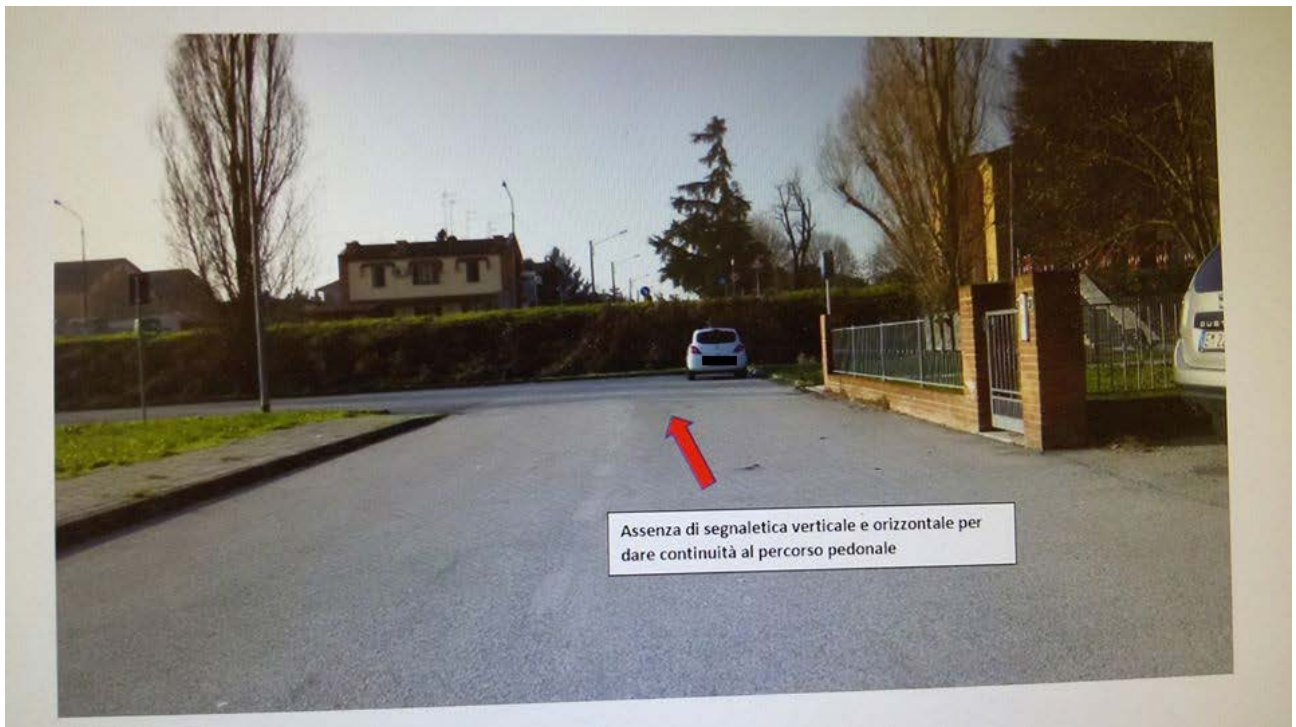 Assenza di segnaletica verticale e orizzontale per
dare continuità al percorso pedonale